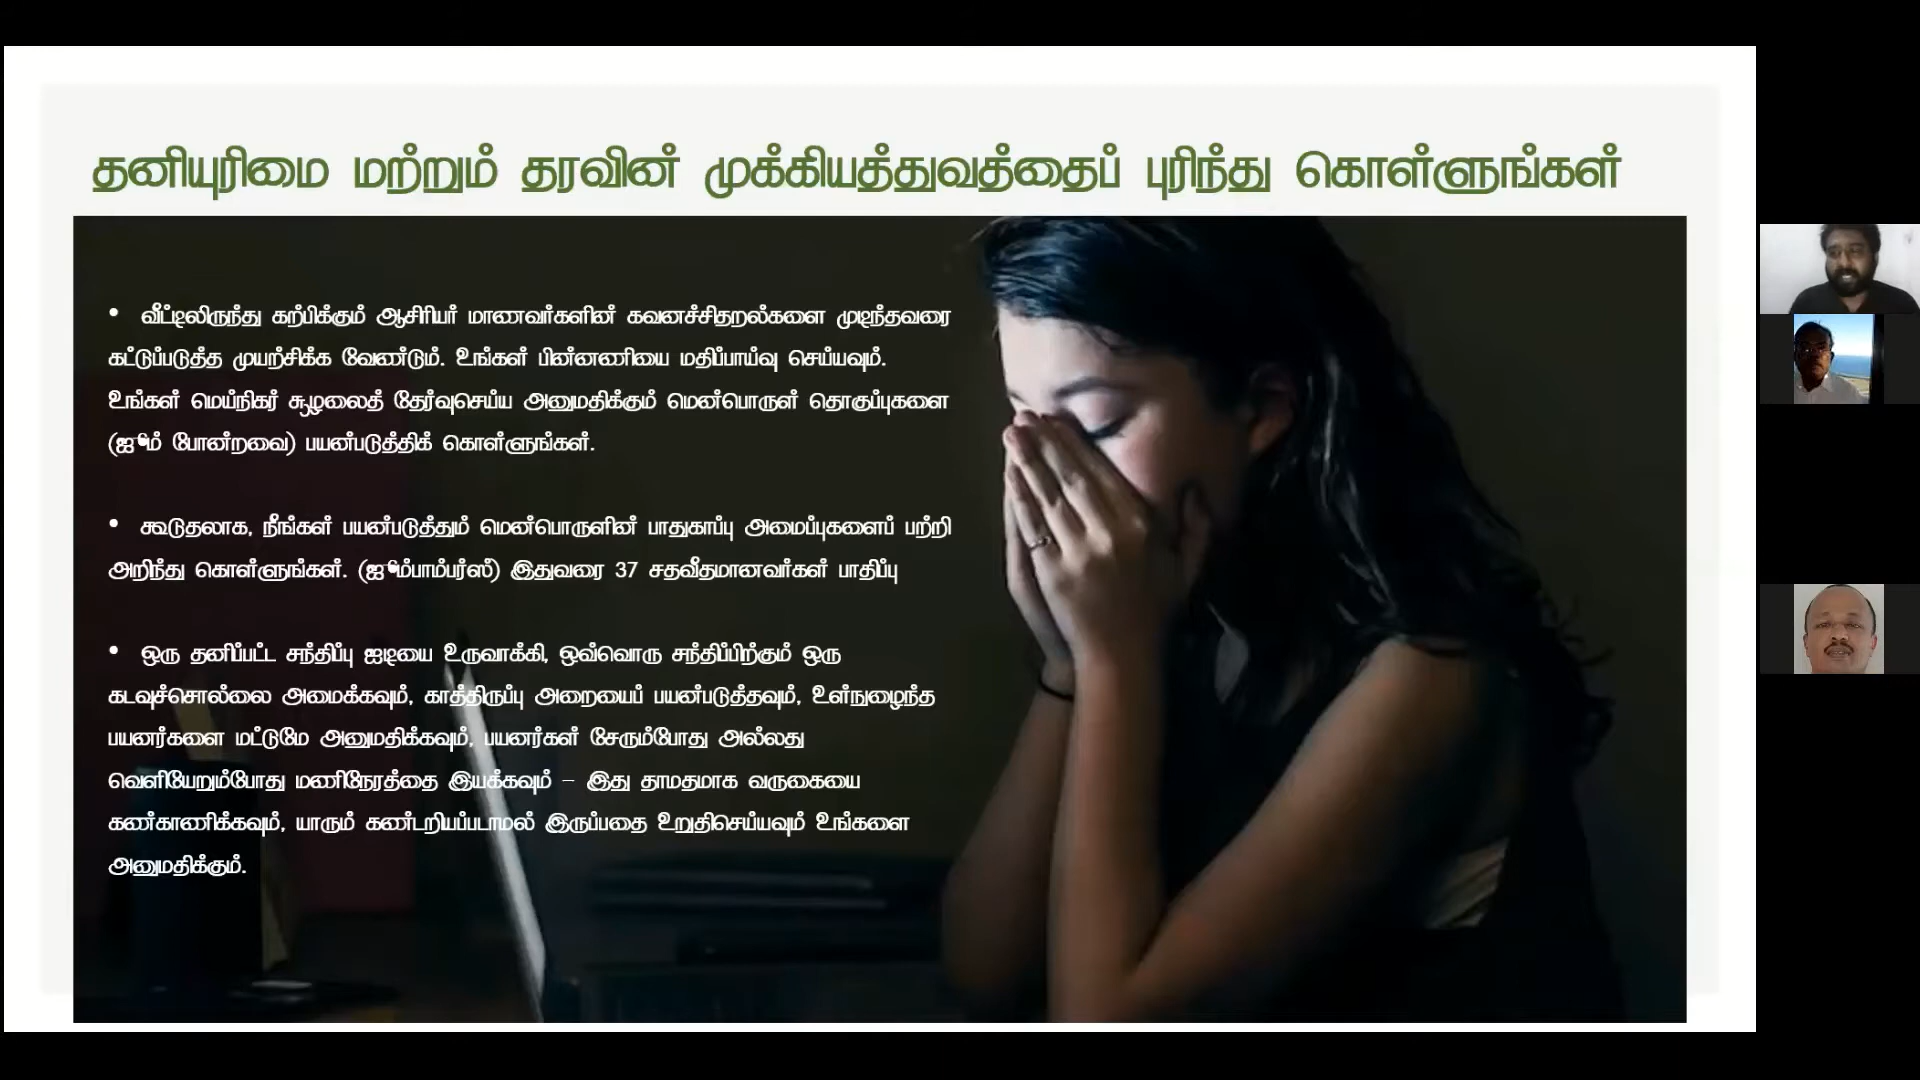 தனியுரிமை மற்றும் தரவின் முக்கியத்துவத்தைப் புரிந்து கொள்ளுங்கள்
• வீட்டிலிருந்து கற்பிக்கும் ஆசிரியர் மாணவர்களின் கவனச்சிதறல்களை முடிந்தவரை
கட்டுப்படுத்த முயற்சிக்க வேண்டும். உங்கள் பின்னணியை மதிப்பாய்வு செய்யவும்.
உங்கள் மெய்நிகர் சூழலைத் தேர்வுசெய்ய அனுமதிக்கும் மென்பொருள் தொகுப்புகளை
(ஜூம் போன்றவை) பயன்படுத்திக் கொள்ளுங்கள்.
• கூடுதலாக, நீங்கள் பயன்படுத்தும் மென்பொருளின் பாதுகாப்பு அமைப்புகளைப் பற்றி
அறிந்து கொள்ளுங்கள். (ஜூம்பாம்பர்ஸ்) இதுவரை 37 சதவீதமானவர்கள் பாதிப்பு
• ஒரு தனிப்பட்ட சந்திப்பு ஐடியை உருவாக்கி, ஒவ்வொரு சந்திப்பிற்கும் ஒரு
கடவுச்சொல்லை அமைக்கவும், காத்திருப்பு அறையைப் பயன்படுத்தவும், உள்நுழைந்த
பயனர்களை மட்டுமே அனுமதிக்கவும், பயனர்கள் சேரும்போது அல்லது
வெளியேறும்போது மணிநேரத்தை இயக்கவும் – இது தாமதமாக வருகையை
கண்காணிக்கவும், யாரும் கண்டறியப்படாமல் இருப்பதை உறுதிசெய்யவும் உங்களை
அனுமதிக்கும்.